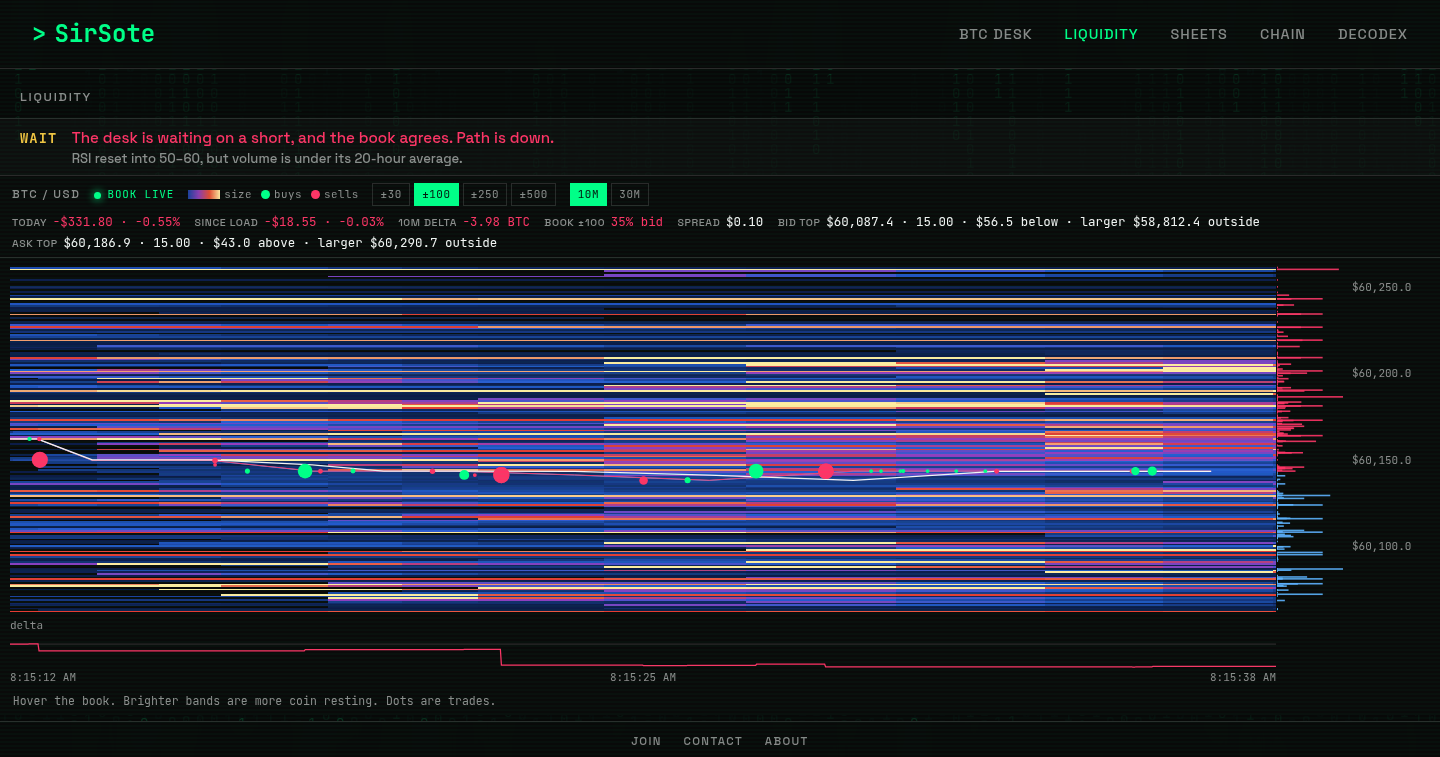 > SirSote
BTC DESK LIQUIDITY SHEETS CHAIN DECODEX
LIQUIDITY
WAIT The desk is waiting on a short, and the book agrees. Path is down.
RSI reset into 50–60, but volume is under its 20-hour average.
BTC / USD BOOK LIVE size buys sells ±30 ±100 ±250 ±500 10M 30M
TODAY -$331.80 · -0.55% SINCE LOAD -$18.55 · -0.03% 10M DELTA -3.98 BTC BOOK ±100 35% bid SPREAD $0.10 BID TOP $60,087.4 · 15.00 · $56.5 below · larger $58,812.4 outside
ASK TOP $60,186.9 · 15.00 · $43.0 above · larger $60,290.7 outside
$60,250.0
$60,200.0
$60,150.0
$60,100.0
delta
8:15:12 AM 8:15:25 AM 8:15:38 AM
Hover the book. Brighter bands are more coin resting. Dots are trades.
JOIN CONTACT ABOUT